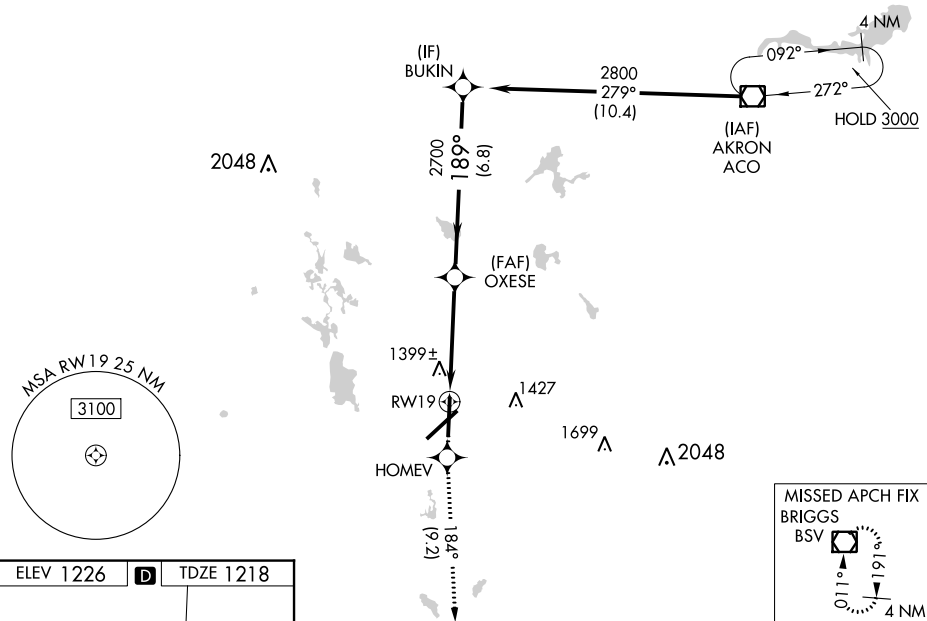 4 NM
092°
272°
HOLD 3000
(IF)
BUKIN
2800
279°
(10.4)
(IAF)
AKRON
ACO
2048
2700
189°
(6.8)
(FAF)
OXESE
1399±
RW19
1427
1699
2048
HOMEV
184°
(9.2)
MSA RW19 25 NM
3100
MISSED APCH FIX
BRIGGS
BSV
191°
011°
4 NM
ELEV 1226 D TDZE 1218